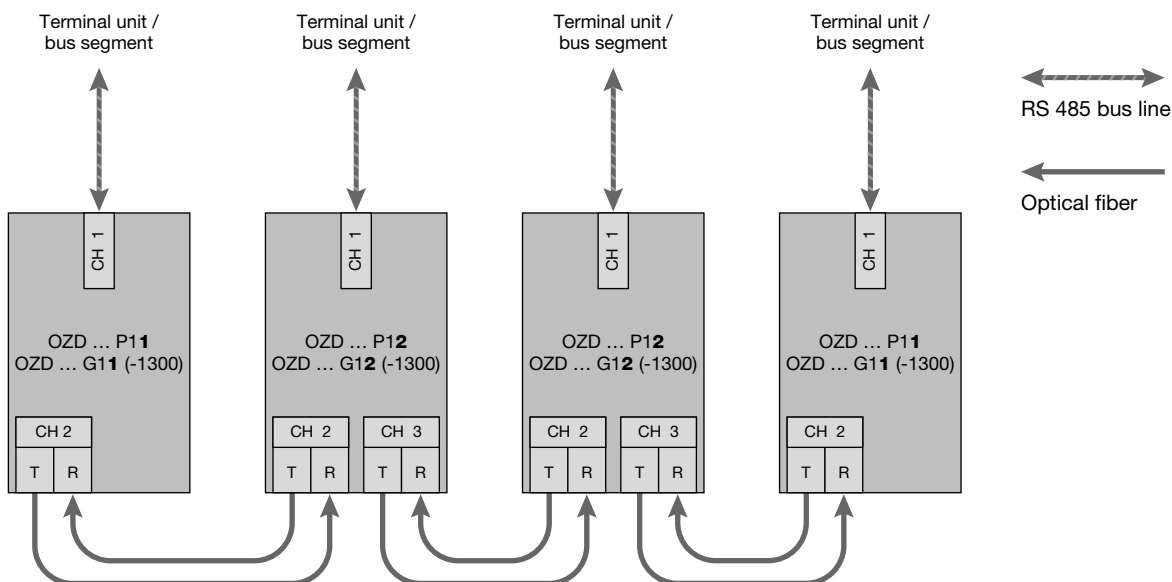 Terminal unit /
bus segment
Terminal unit /
bus segment
Terminal unit /
bus segment
Terminal unit /
bus segment
RS 485 bus line
Optical fiber
CH 1
OZD … P11
OZD … G11 (-1300)
CH 2
T R
CH 1
OZD … P12
OZD … G12 (-1300)
CH 2 CH 3
T R T R
CH 1
OZD … P12
OZD … G12 (-1300)
CH 2 CH 3
T R T R
CH 1
OZD … P11
OZD … G11 (-1300)
CH 2
T R